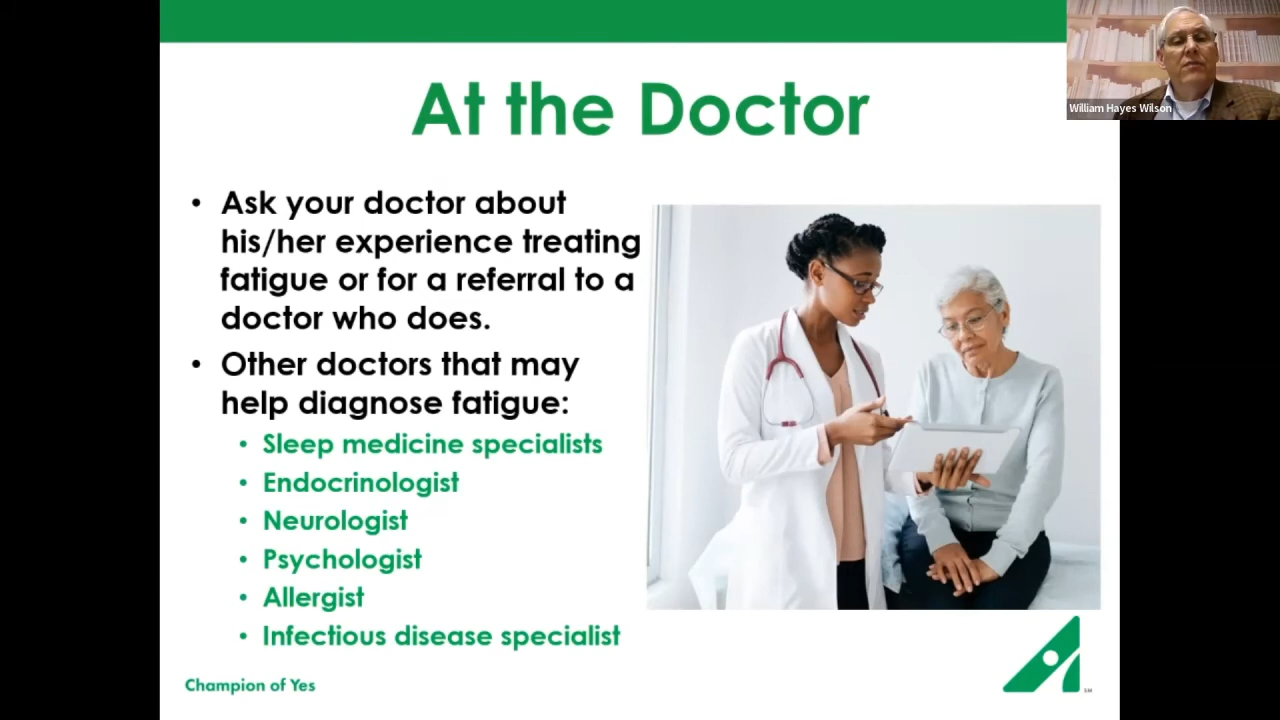 William Hayes Wilson
At the Doctor
• Ask your doctor about
his/her experience treating
fatigue or for a referral to a
doctor who does.
• Other doctors that may
help diagnose fatigue:
• Sleep medicine specialists
• Endocrinologist
• Neurologist
• Psychologist
• Allergist
• Infectious disease specialist
Champion of Yes
SM